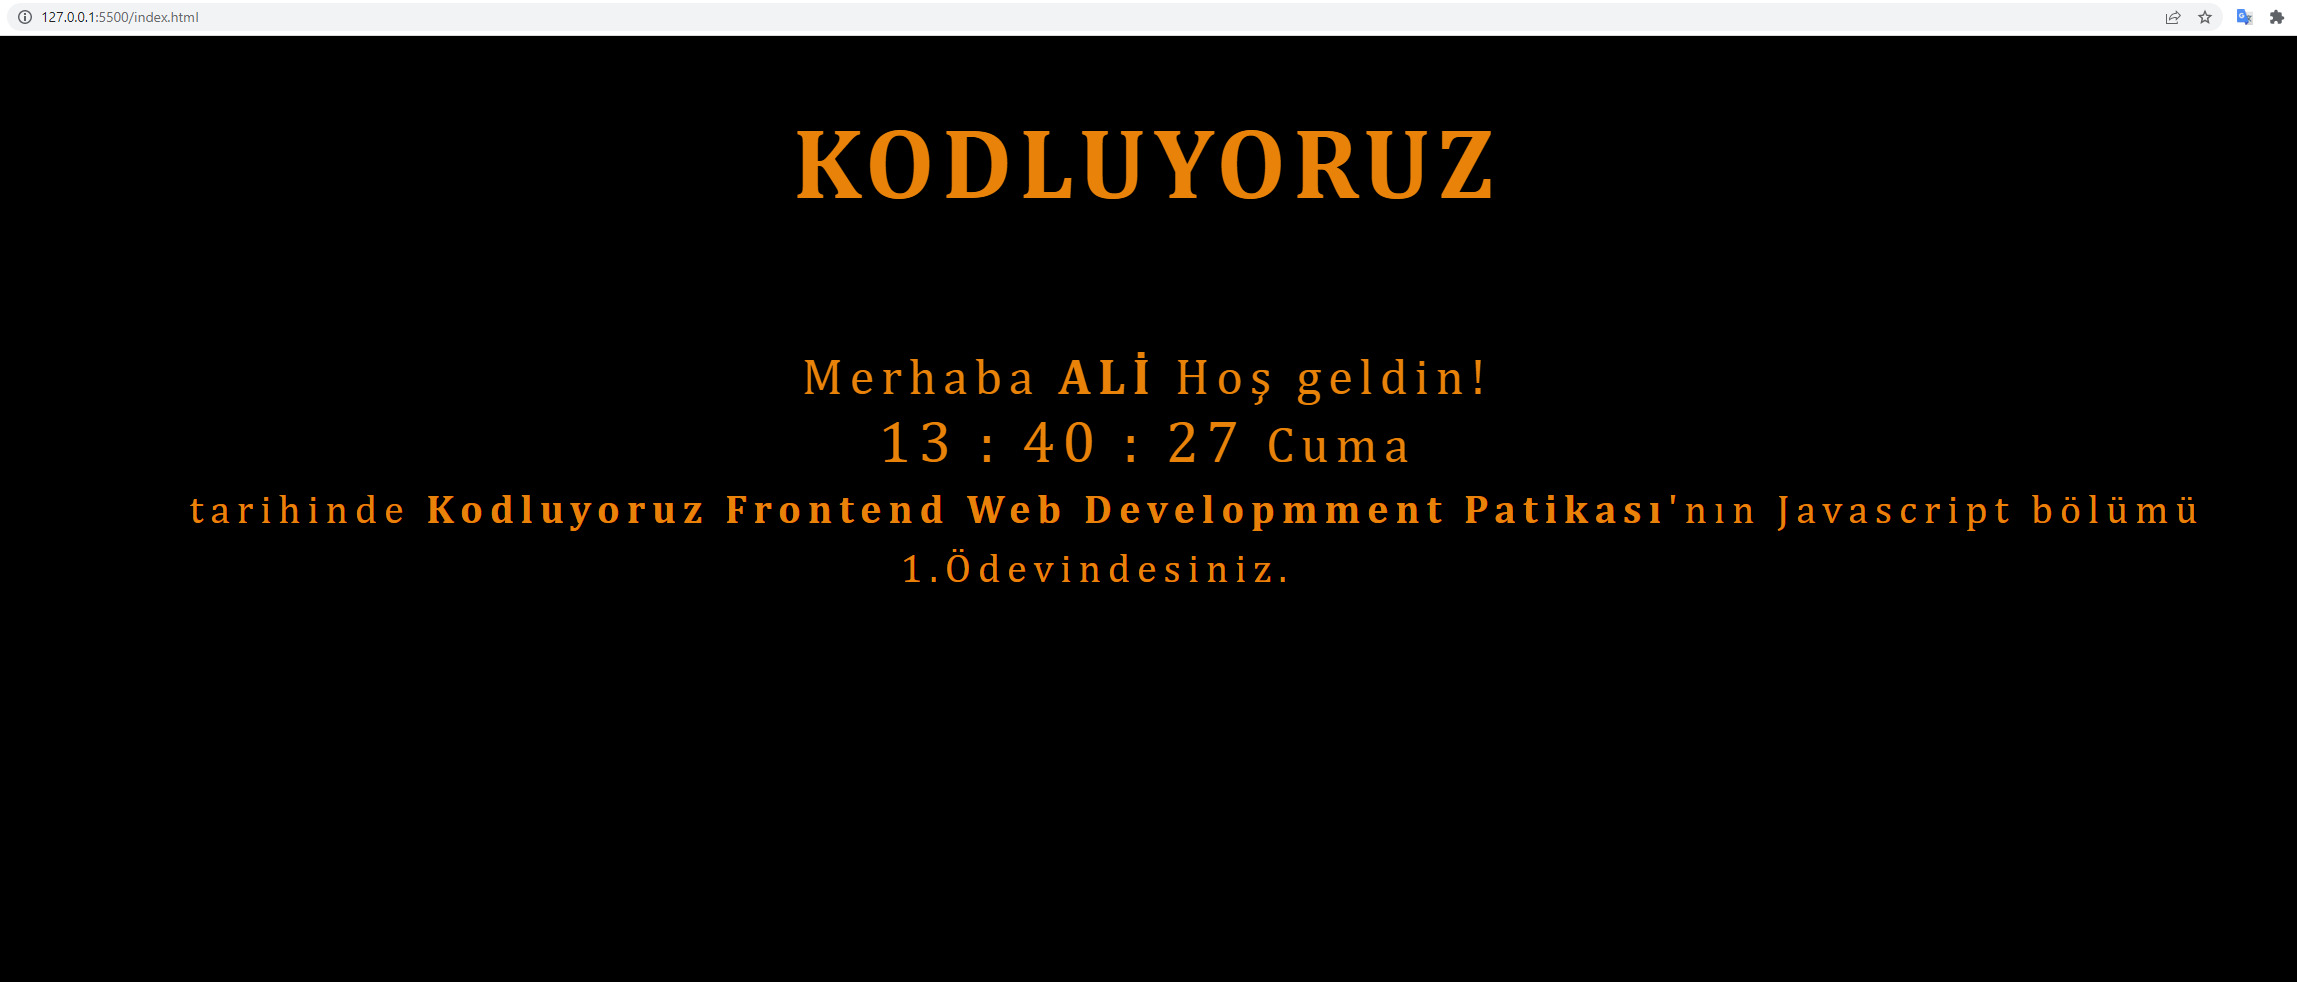 127.0.0.1:5500/index.html
KODLUYORUZ
Merhaba ALİ Hoş geldin!
13 : 40 : 27 Cuma
tarihinde Kodluyoruz Frontend Web Developmment Patikası'nın Javascript bölümü
1.Ödevindesiniz.